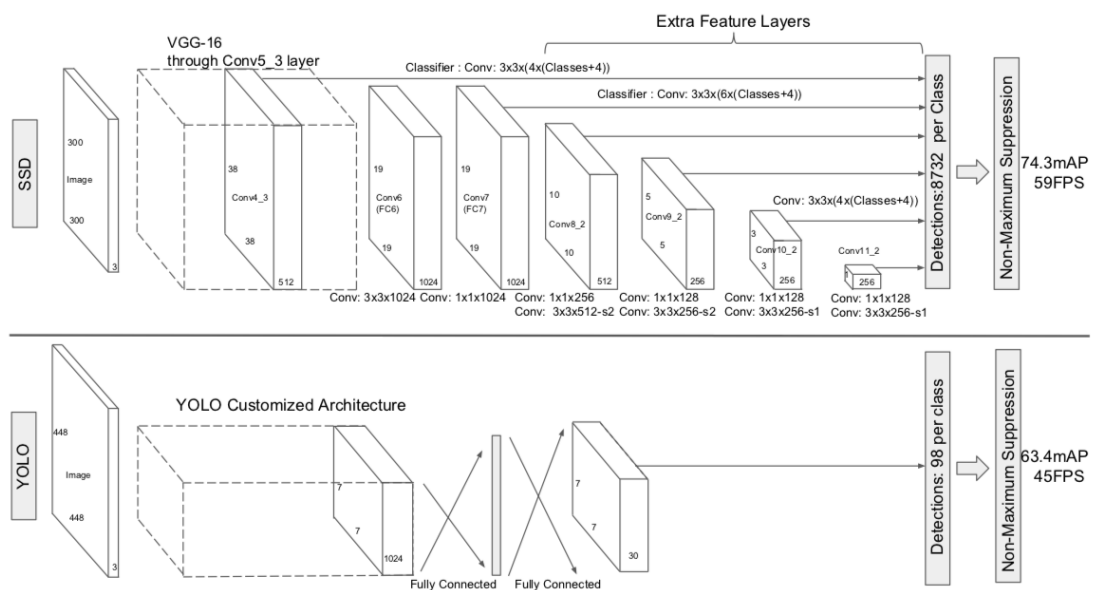 Extra Feature Layers
VGG-16
through Conv5_3 layer
Classifier : Conv: 3x3x(4x(Classes+4))
Classifier : Conv: 3x3x(6x(Classes+4))
SSD
300
Image
300
3
38
Conv4_3
38
512
19
Conv6
(FC6)
19
1024
19
Conv7
(FC7)
19
1024
10
Conv8_2
10
512
5
Conv9_2
5
256
Conv: 3x3x(4x(Classes+4))
3
Conv10_2
3
256
Conv11_2
1
256
Conv: 3x3x1024
Conv: 1x1x1024
Conv: 1x1x256
Conv: 3x3x512-s2
Conv: 1x1x128
Conv: 3x3x256-s2
Conv: 1x1x128
Conv: 3x3x256-s1
Conv: 1x1x128
Conv: 3x3x256-s1
Detections:8732 per Class
Non-Maximum Suppression
74.3mAP
59FPS
YOLO
448
Image
448
3
YOLO Customized Architecture
7
7
1024
Fully Connected
Fully Connected
7
7
30
Detections: 98 per class
Non-Maximum Suppression
63.4mAP
45FPS